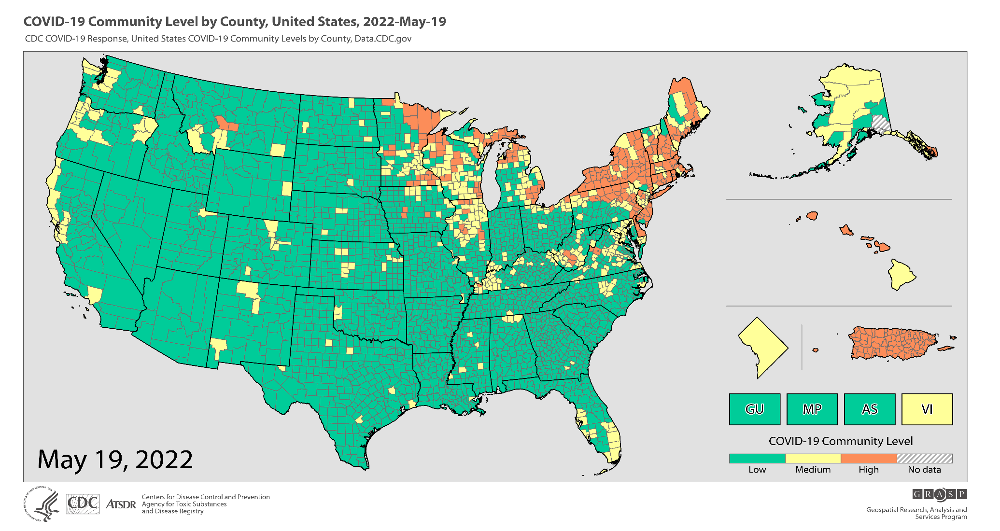 COVID-19 Community Level by County, United States, 2022-May-19
CDC COVID-19 Response, United States COVID-19 Community Levels by County, Data.CDC.gov
GU
MP
AS
VI
COVID-19 Community Level
Low
Medium
High
No data
May 19, 2022
CDC
ATSDR
Centers for Disease Control and Prevention
Agency for Toxic Substances
and Disease Registry
GRASP
Geospatial Research, Analysis and
Services Program